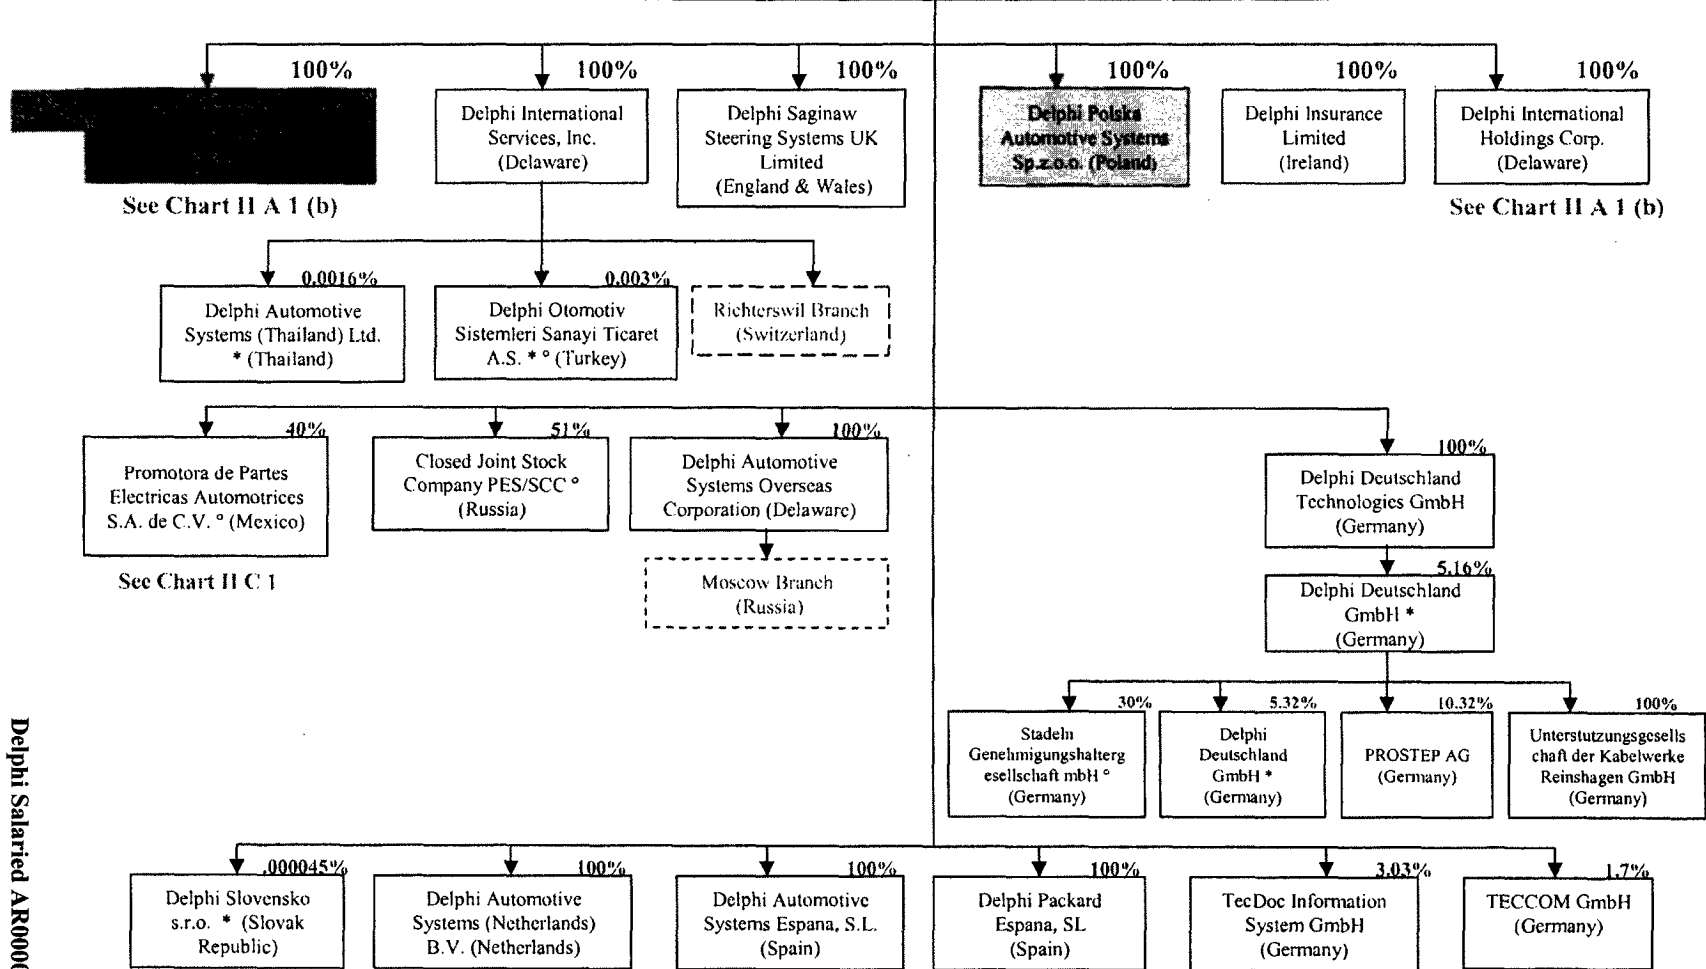 100%
100%
100%
100%
100%
100%
Delphi International
Services, Inc.
(Delaware)
Delphi Saginaw
Steering Systems UK
Limited
(England & Wales)
Delphi Polska
Automotive Systems
Sp.z.o.o. (Poland)
Delphi Insurance
Limited
(Ireland)
Delphi International
Holdings Corp.
(Delaware)
See Chart II A 1 (b)
See Chart II A 1 (b)
0.0016%
Delphi Automotive
Systems (Thailand) Ltd.
* (Thailand)
0.003%
Delphi Otomotiv
Sistemleri Sanayi Ticaret
A.S. * ° (Turkey)
Richterswil Branch
(Switzerland)
40%
Promotora de Partes
Electricas Automotrices
S.A. de C.V. ° (Mexico)
See Chart II C 1
51%
Closed Joint Stock
Company PES/SCC °
(Russia)
100%
Delphi Automotive
Systems Overseas
Corporation (Delaware)
Moscow Branch
(Russia)
100%
Delphi Deutschland
Technologies GmbH
(Germany)
5.16%
Delphi Deutschland
GmbH *
(Germany)
30%
Stadeln
Genehmigungshalterg
esellschaft mbH °
(Germany)
5.32%
Delphi
Deutschland
GmbH *
(Germany)
10.32%
PROSTEP AG
(Germany)
100%
Unterstutzungsgesells
chaft der Kabelwerke
Reinshagen GmbH
(Germany)
.000045%
Delphi Slovensko
s.r.o. * (Slovak
Republic)
100%
Delphi Automotive
Systems (Netherlands)
B.V. (Netherlands)
100%
Delphi Automotive
Systems Espana, S.L.
(Spain)
100%
Delphi Packard
Espana, SL
(Spain)
3.03%
TecDoc Information
System GmbH
(Germany)
1.7%
TECCOM GmbH
(Germany)
Delphi Salaried AR0000